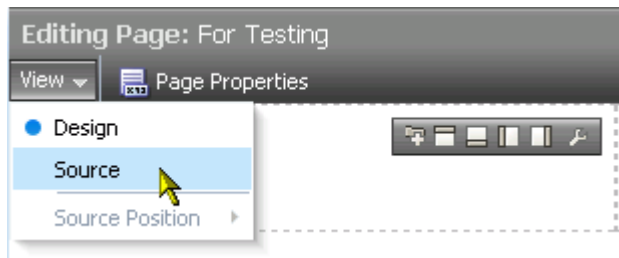 Editing Page: For Testing
View Page Properties
Design
Source
Source Position